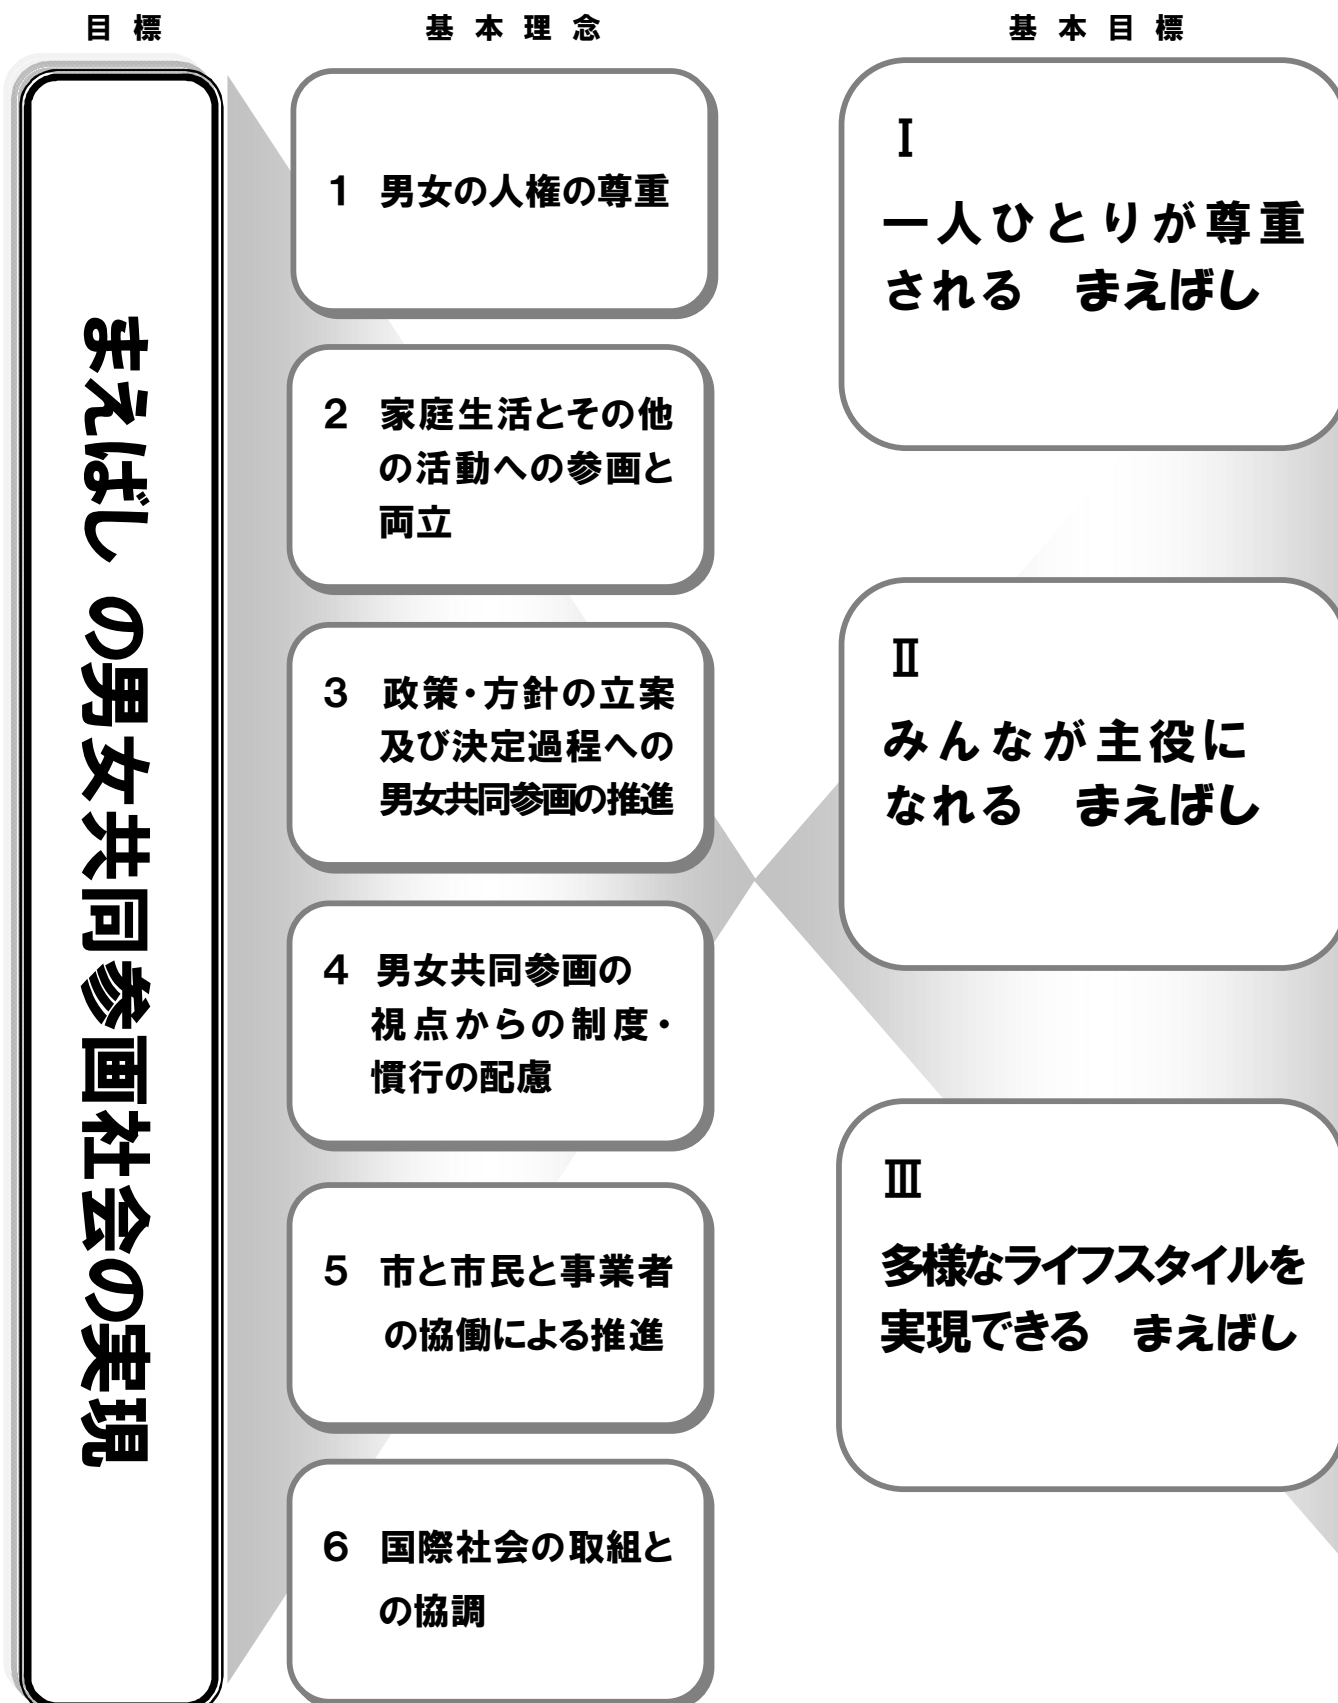 目標
基本理念
基本目標
まえばしの男女共同参画社会の実現
1 男女の人権の尊重
2 家庭生活とその他
の活動への参画と
両立
3 政策・方針の立案
及び決定過程への
男女共同参画の推進
4 男女共同参画の
視点からの制度・
慣行の配慮
5 市と市民と事業者
の協働による推進
6 国際社会の取組と
の協調
Ⅰ
一人ひとりが尊重
される まえばし
Ⅱ
みんなが主役に
なれる まえばし
Ⅲ
多様なライフスタイルを
実現できる まえばし